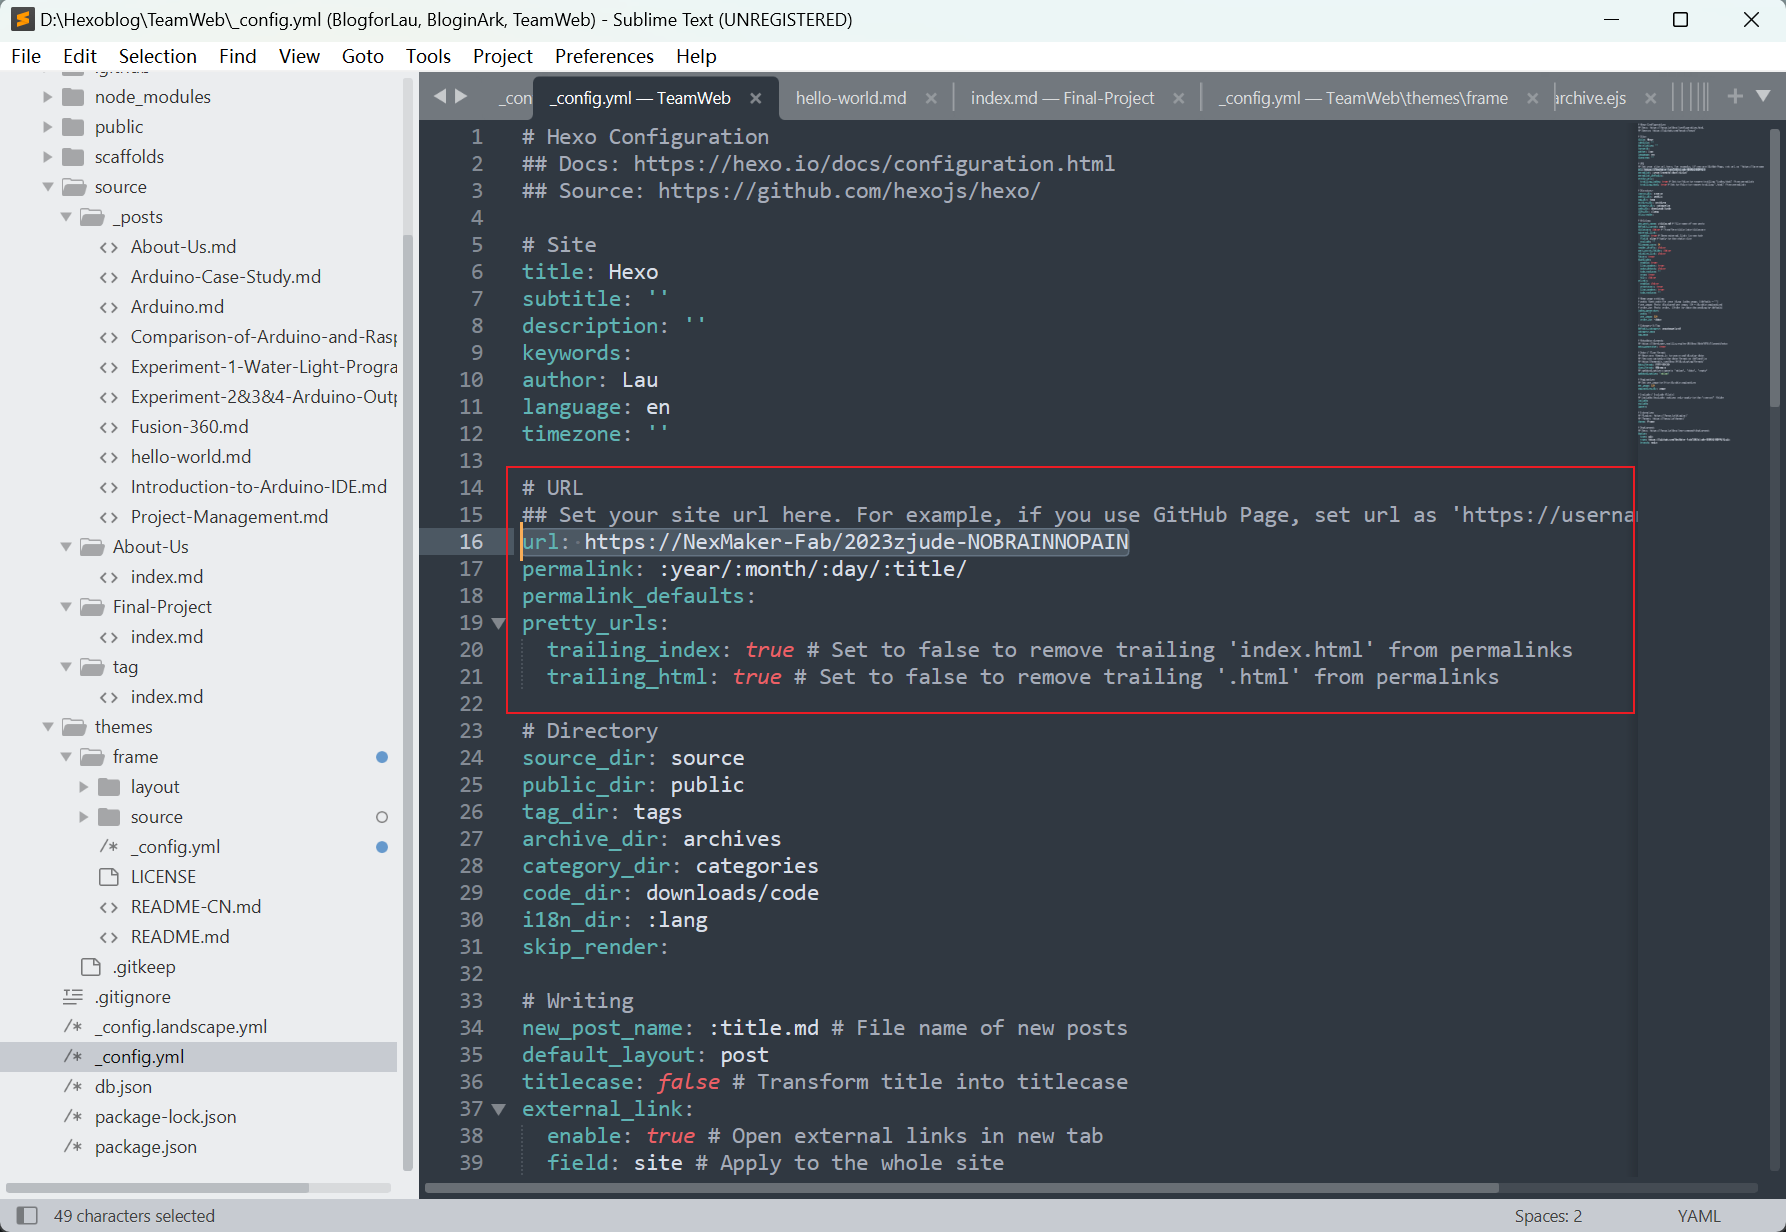 D:\Hexoblog\TeamWeb\_config.yml (BlogforLau, BloginArk, TeamWeb) - Sublime Text (UNREGISTERED)
File Edit Selection Find View Goto Tools Project Preferences Help
.github
node_modules
public
scaffolds
source
_posts
About-Us.md
Arduino-Case-Study.md
Arduino.md
Comparison-of-Arduino-and-Rasp
Experiment-1-Water-Light-Progra
Experiment-2&3&4-Arduino-Outp
Fusion-360.md
hello-world.md
Introduction-to-Arduino-IDE.md
Project-Management.md
About-Us
index.md
Final-Project
index.md
tag
index.md
themes
frame
layout
source
/* _config.yml
LICENSE
README-CN.md
README.md
.gitkeep
.gitignore
/* _config.landscape.yml
/* _config.yml
/* db.json
/* package-lock.json
/* package.json
_con _config.yml — TeamWeb hello-world.md index.md — Final-Project _config.yml — TeamWeb\themes\frame archive.ejs
1 # Hexo Configuration
2 ## Docs: https://hexo.io/docs/configuration.html
3 ## Source: https://github.com/hexojs/hexo/
4
5 # Site
6 title: Hexo
7 subtitle: ''
8 description: ''
9 keywords:
10 author: Lau
11 language: en
12 timezone: ''
13
14 # URL
15 ## Set your site url here. For example, if you use GitHub Page, set url as 'https://userna
16 url: https://NexMaker-Fab/2023zjude-NOBRAINNOPAIN
17 permalink: :year/:month/:day/:title/
18 permalink_defaults:
19 pretty_urls:
20 trailing_index: true # Set to false to remove trailing 'index.html' from permalinks
21 trailing_html: true # Set to false to remove trailing '.html' from permalinks
22
23 # Directory
24 source_dir: source
25 public_dir: public
26 tag_dir: tags
27 archive_dir: archives
28 category_dir: categories
29 code_dir: downloads/code
30 i18n_dir: :lang
31 skip_render:
32
33 # Writing
34 new_post_name: :title.md # File name of new posts
35 default_layout: post
36 titlecase: false # Transform title into titlecase
37 external_link:
38 enable: true # Open external links in new tab
39 field: site # Apply to the whole site
49 characters selected
Spaces: 2
YAML